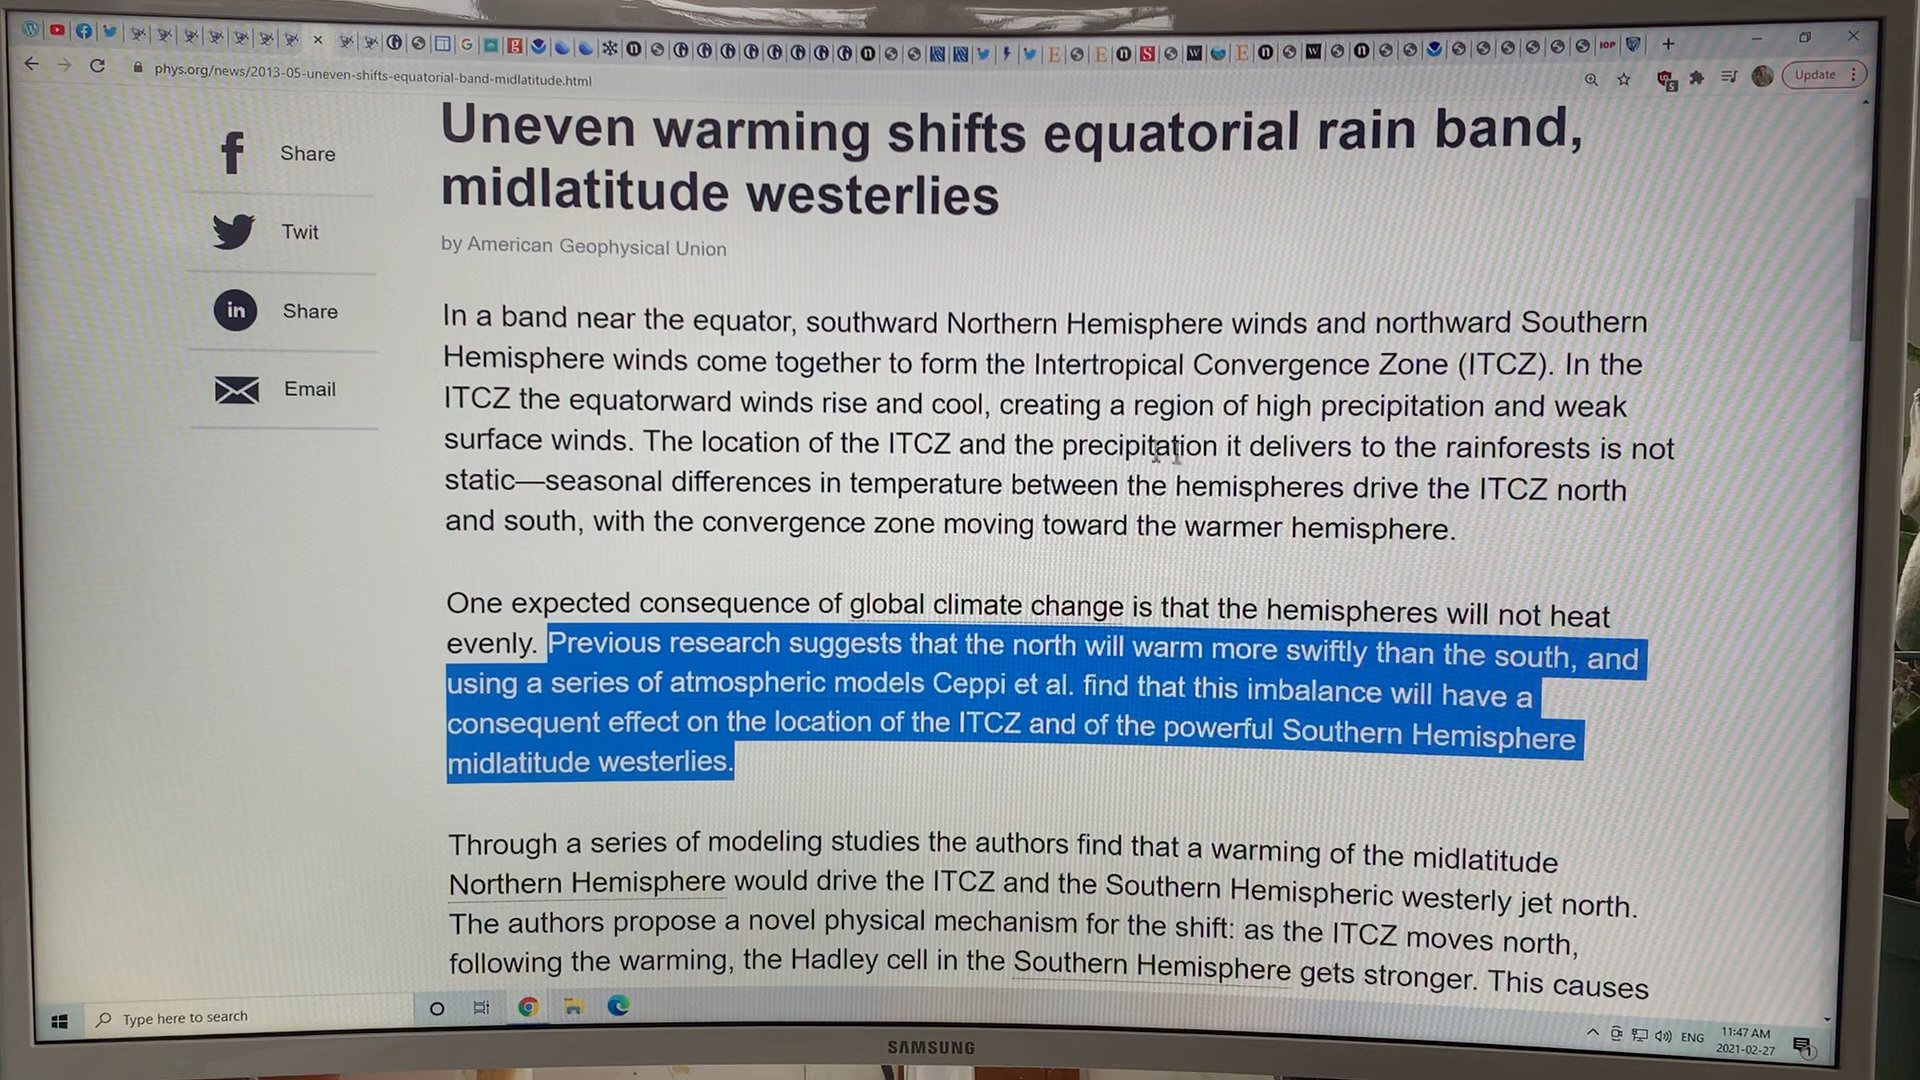 phys.org/news/2013-05-uneven-shifts-equatorial-band-midlatitude.html
Update
Uneven warming shifts equatorial rain band,
midlatitude westerlies
by American Geophysical Union
Share
Twit
Share
Email
In a band near the equator, southward Northern Hemisphere winds and northward Southern
Hemisphere winds come together to form the Intertropical Convergence Zone (ITCZ). In the
ITCZ the equatorward winds rise and cool, creating a region of high precipitation and weak
surface winds. The location of the ITCZ and the precipitation it delivers to the rainforests is not
static—seasonal differences in temperature between the hemispheres drive the ITCZ north
and south, with the convergence zone moving toward the warmer hemisphere.
One expected consequence of global climate change is that the hemispheres will not heat
evenly. Previous research suggests that the north will warm more swiftly than the south, and
using a series of atmospheric models Ceppi et al. find that this imbalance will have a
consequent effect on the location of the ITCZ and of the powerful Southern Hemisphere
midlatitude westerlies.
Through a series of modeling studies the authors find that a warming of the midlatitude
Northern Hemisphere would drive the ITCZ and the Southern Hemispheric westerly jet north.
The authors propose a novel physical mechanism for the shift: as the ITCZ moves north,
following the warming, the Hadley cell in the Southern Hemisphere gets stronger. This causes
Type here to search
ENG
11:47 AM
2021-02-27
SAMSUNG